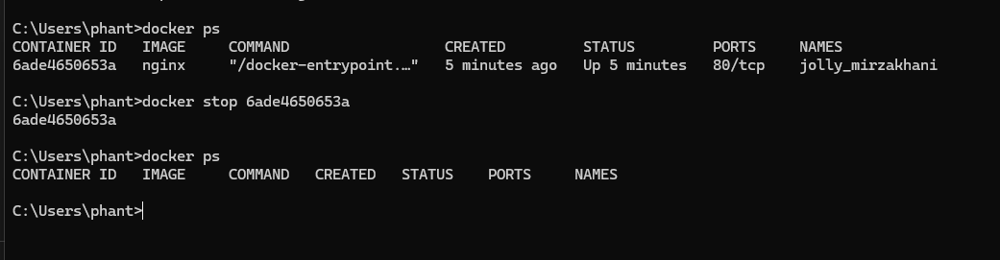 C:\Users\phant>docker ps
CONTAINER ID   IMAGE     COMMAND                  CREATED         STATUS         PORTS     NAMES
6ade4650653a   nginx     "/docker-entrypoint.…"   5 minutes ago   Up 5 minutes   80/tcp    jolly_mirzakhani
C:\Users\phant>docker stop 6ade4650653a
6ade4650653a
C:\Users\phant>docker ps
CONTAINER ID   IMAGE     COMMAND   CREATED   STATUS    PORTS     NAMES
C:\Users\phant>